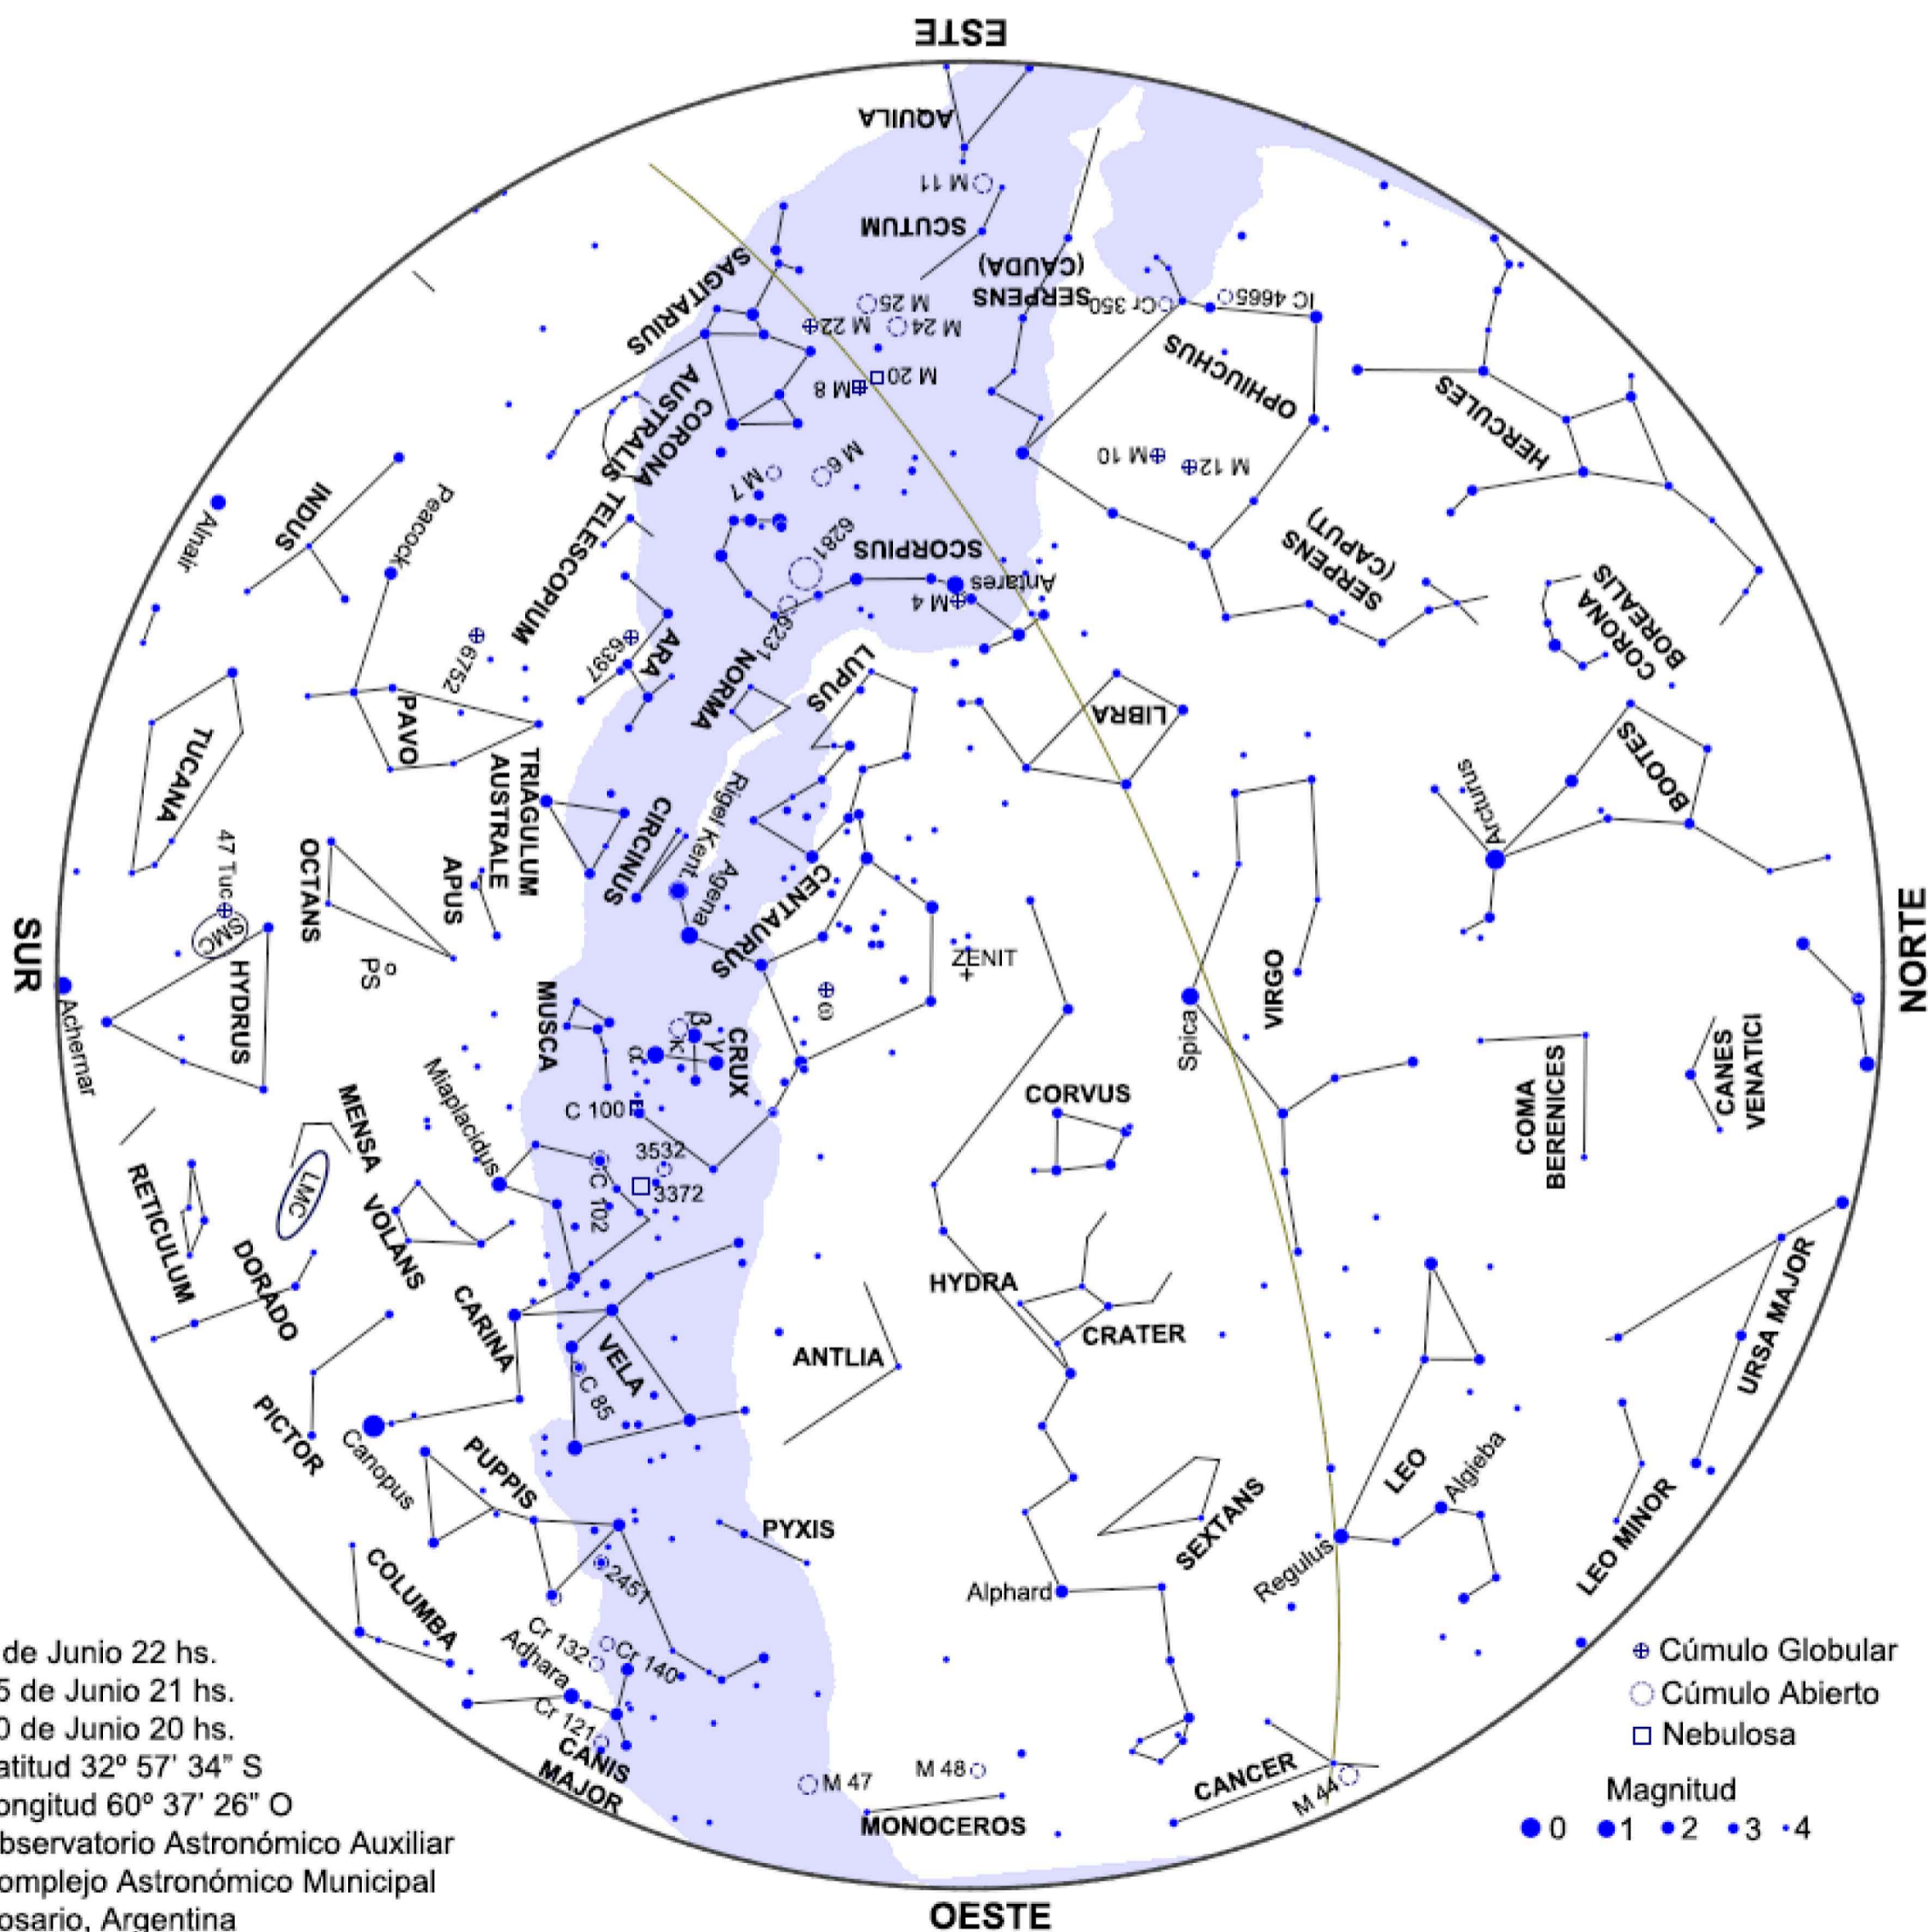 ESTE
AQUILA
M 11
SCUTUM
SERPENS
(CAUDA)
SAGITARIUS
M 25
M 24
M 22
M 20
M 8
Cr 350
IC 4665
OPHIUCHUS
HERCULES
CORONA
AUSTRALIS
M 10
M 12
M 6
M 7
INDUS
Alnair
Peacock
TELESCOPIUM
6281
SCORPIUS
Antares
M 4
SERPENS
(CAPUT)
CORONA
BOREALIS
6752
6397
ARA
6231
NORMA
LUPUS
LIBRA
BOOTES
Arcturus
TUCANA
PAVO
TRIAGULUM
AUSTRALE
CIRCINUS
Rigel Kent.
Agena
CENTAURUS
47 Tuc
SMC
OCTANS
APUS
PS
ZENIT
SUR
NORTE
Achernar
HYDRUS
MUSCA
α
β
γ
κ
CRUX
ω
Spica
VIRGO
COMA
BERENICES
CANES
VENATICI
MENSA
Miaplacidus
C 100
CORVUS
3532
3372
C 102
RETICULUM
LMC
VOLANS
DORADO
CARINA
HYDRA
CRATER
URSA MAJOR
VELA
C 85
ANTLIA
PICTOR
Canopus
PUPPIS
LEO
Algieba
LEO MINOR
SEXTANS
PYXIS
Regulus
COLUMBA
2451
Alphard
Cr 132
Cr 140
Adhara
Cr 121
CANIS
MAJOR
M 47
M 48
MONOCEROS
CANCER
M 44
OESTE
de Junio 22 hs.
5 de Junio 21 hs.
0 de Junio 20 hs.
atitud 32º 57' 34" S
ongitud 60º 37' 26" O
bservatorio Astronómico Auxiliar
omplejo Astronómico Municipal
osario, Argentina
Cúmulo Globular
Cúmulo Abierto
Nebulosa
Magnitud
0 1 2 3 4